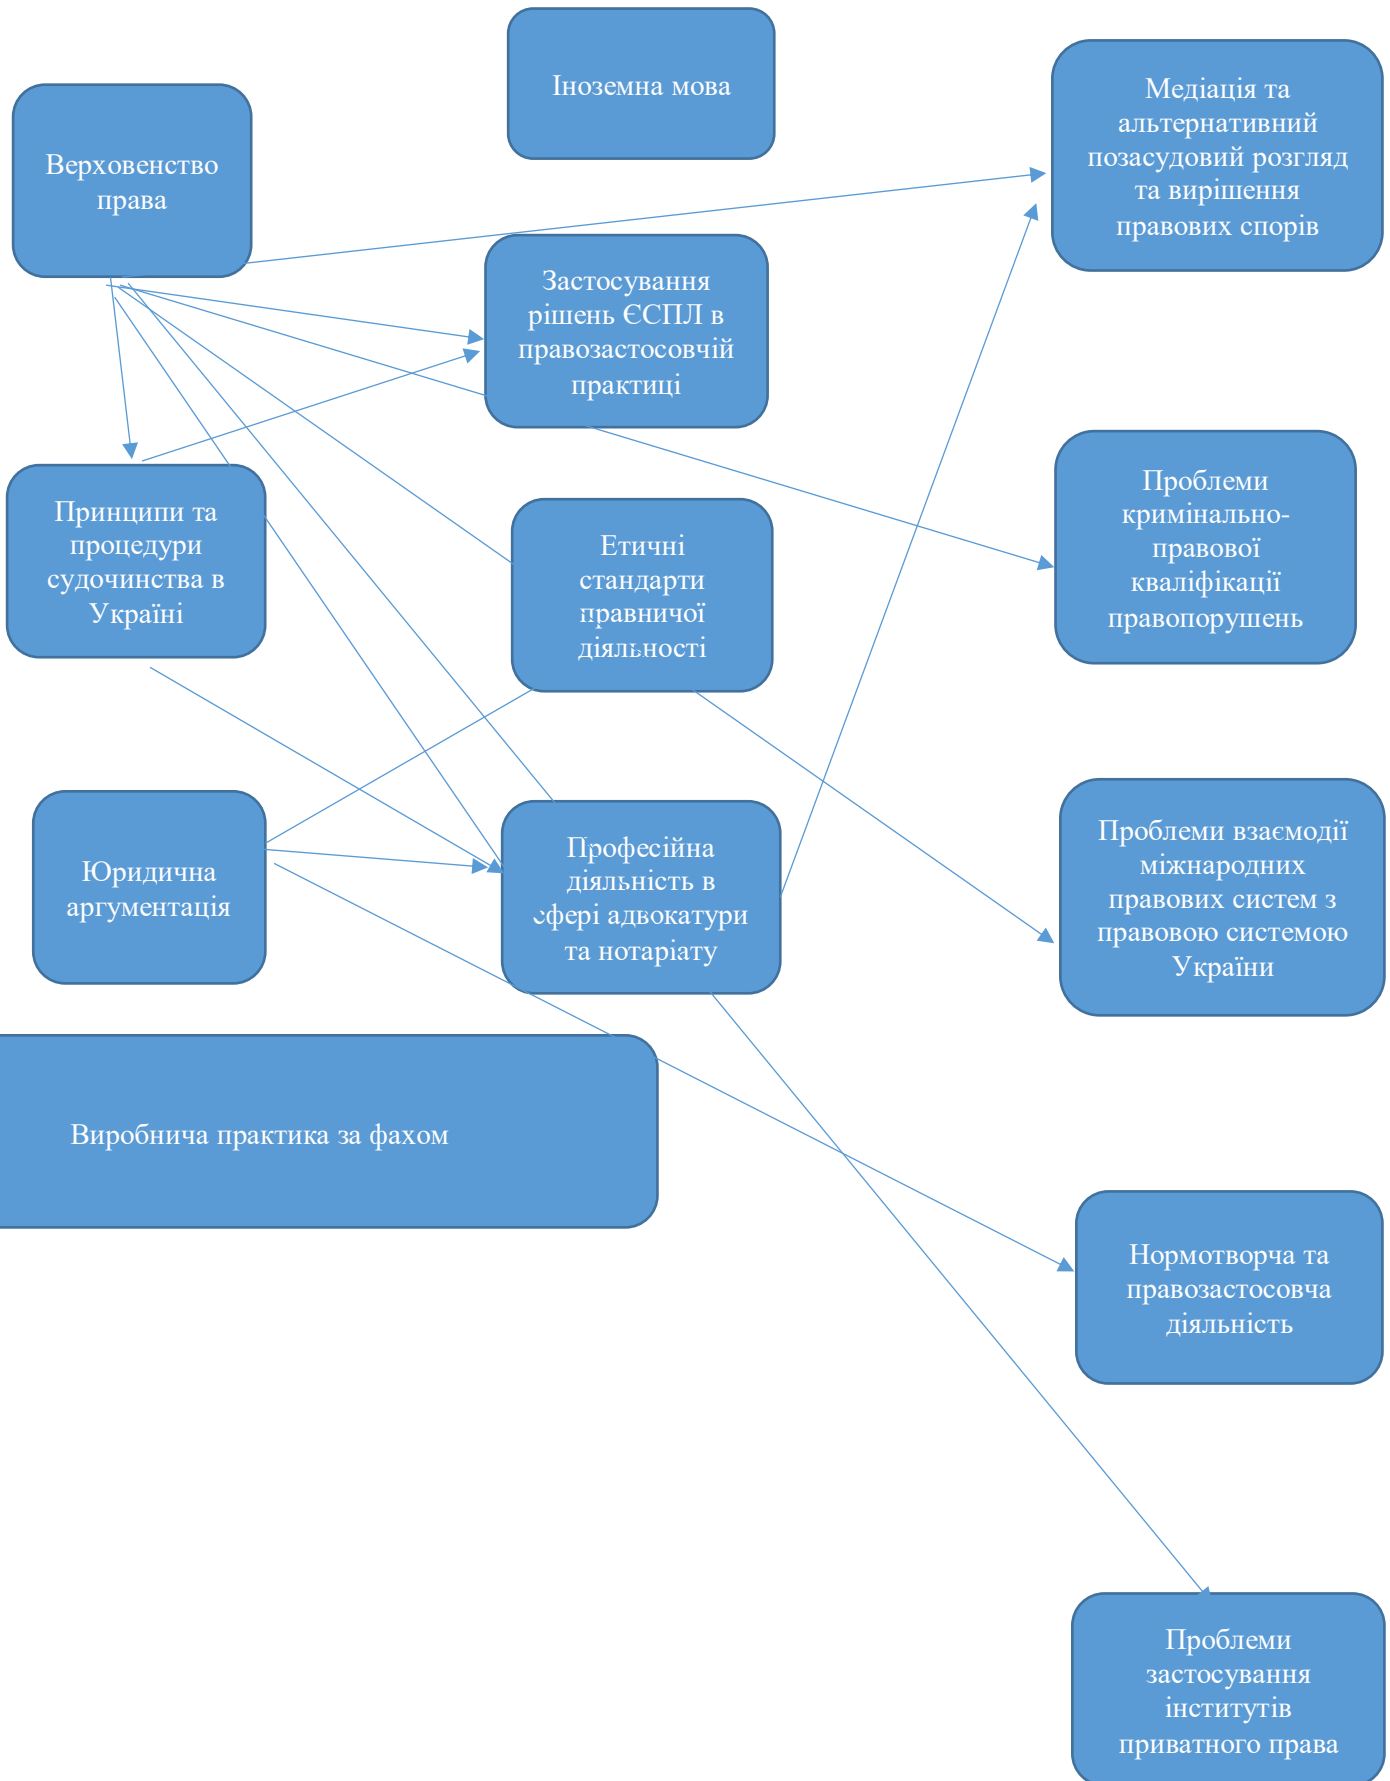 Іноземна мова
Верховенство
права
Медіація та
альтернативний
позасудовий розгляд
та вирішення
правових спорів
Застосування
рішень ЄСПЛ в
правозастосовчій
практиці
Принципи та
процедури
судочинства в
Україні
Етичні
стандарти
правничої
діяльності
Проблеми
кримінально-
правової
кваліфікації
правопорушень
Юридична
аргументація
Професійна
діяльність в
сфері адвокатури
та нотаріату
Проблеми взаємодії
міжнародних
правових систем з
правовою системою
України
Виробнича практика за фахом
Нормотворча та
правозастосовча
діяльність
Проблеми
застосування
інститутів
приватного права